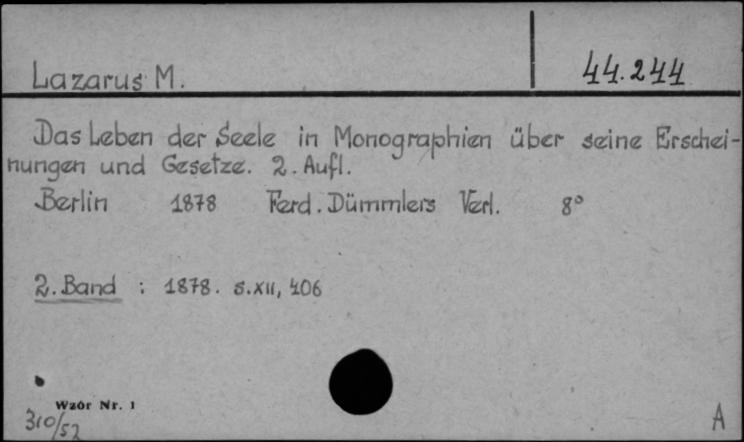 Lazarus M.
44.244
Das Leben der Seele in Monographien über seine Erschei-
nungen und Gesetze. 2. Aufl.
Berlin 1878 Ferd. Dümmlers Verl. 8°
2. Band : 1878. s. XII, 406
Wzór Nr. 1
310/52
A